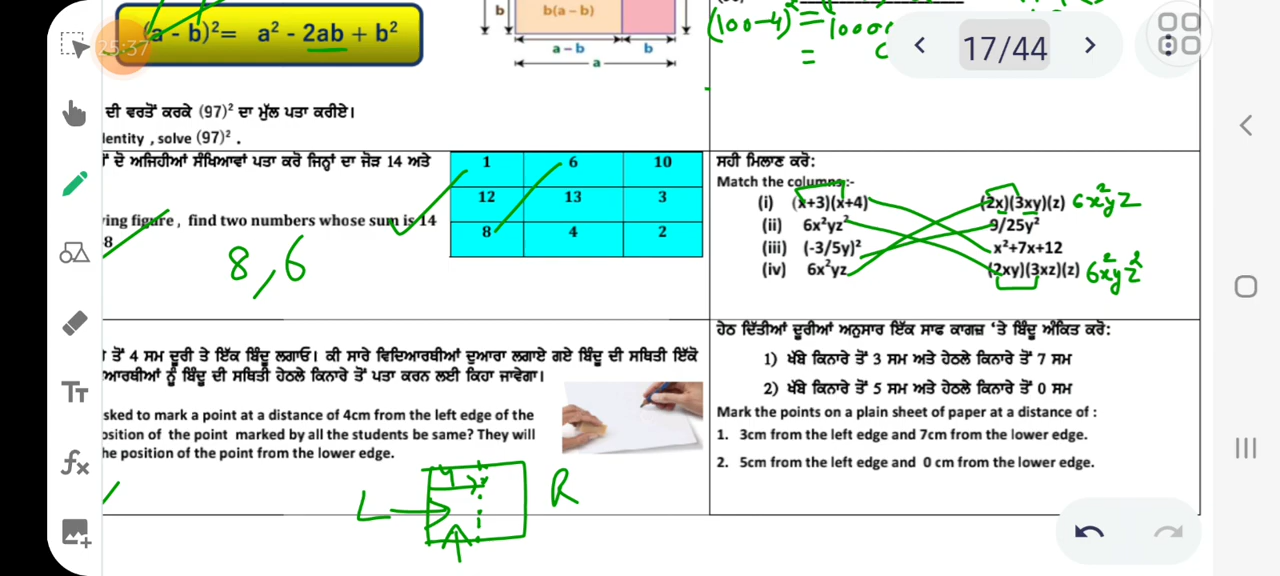 (a - b)² = a² - 2ab + b²
25:37
b
b(a – b)
a – b
b
a
(100-4)² = 1000
=
17/44
ਦੀ ਵਰਤੋਂ ਕਰਕੇ (97)² ਦਾ ਮੁੱਲ ਪਤਾ ਕਰੀਏ।
dentity , solve (97)² .
ਦੋ ਅਜਿਹੀਆਂ ਸੰਖਿਆਵਾਂ ਪਤਾ ਕਰੋ ਜਿਨ੍ਹਾਂ ਦਾ ਜੋੜ 14 ਅਤੇ
ing figure, find two numbers whose sum is 14
8
8, 6
1 6 10
12 13 3
8 4 2
ਸਹੀ ਮਿਲਾਣ ਕਰੋ:
Match the columns:-
(i) (x+3)(x+4) (2x)(3xy)(z) 6x²yz
(ii) 6x²yz² 9/25y²
(iii) (-3/5y)² x²+7x+12
(iv) 6x²yz (2xy)(3xz)(z) 6x²yz²
ਤੋਂ 4 ਸਮ ਦੂਰੀ ਤੇ ਇੱਕ ਬਿੰਦੂ ਲਗਾਓ। ਕੀ ਸਾਰੇ ਵਿਦਿਆਰਥੀਆਂ ਦੁਆਰਾ ਲਗਾਏ ਗਏ ਬਿੰਦੂ ਦੀ ਸਥਿਤੀ ਇੱਕੋ
ਆਰਥੀਆਂ ਨੂੰ ਬਿੰਦੂ ਦੀ ਸਥਿਤੀ ਹੇਠਲੇ ਕਿਨਾਰੇ ਤੋਂ ਪਤਾ ਕਰਨ ਲਈ ਕਿਹਾ ਜਾਵੇਗਾ।
sked to mark a point at a distance of 4cm from the left edge of the
osition of the point marked by all the students be same? They will
he position of the point from the lower edge.
L
4
R
ਹੇਠ ਦਿੱਤੀਆਂ ਦੂਰੀਆਂ ਅਨੁਸਾਰ ਇੱਕ ਸਾਫ ਕਾਗਜ਼ 'ਤੇ ਬਿੰਦੂ ਅੰਕਿਤ ਕਰੋ:
1) ਖੱਬੇ ਕਿਨਾਰੇ ਤੋਂ 3 ਸਮ ਅਤੇ ਹੇਠਲੇ ਕਿਨਾਰੇ ਤੋਂ 7 ਸਮ
2) ਖੱਬੇ ਕਿਨਾਰੇ ਤੋਂ 5 ਸਮ ਅਤੇ ਹੇਠਲੇ ਕਿਨਾਰੇ ਤੋਂ 0 ਸਮ
Mark the points on a plain sheet of paper at a distance of :
1. 3cm from the left edge and 7cm from the lower edge.
2. 5cm from the left edge and 0 cm from the lower edge.
Tт
fx